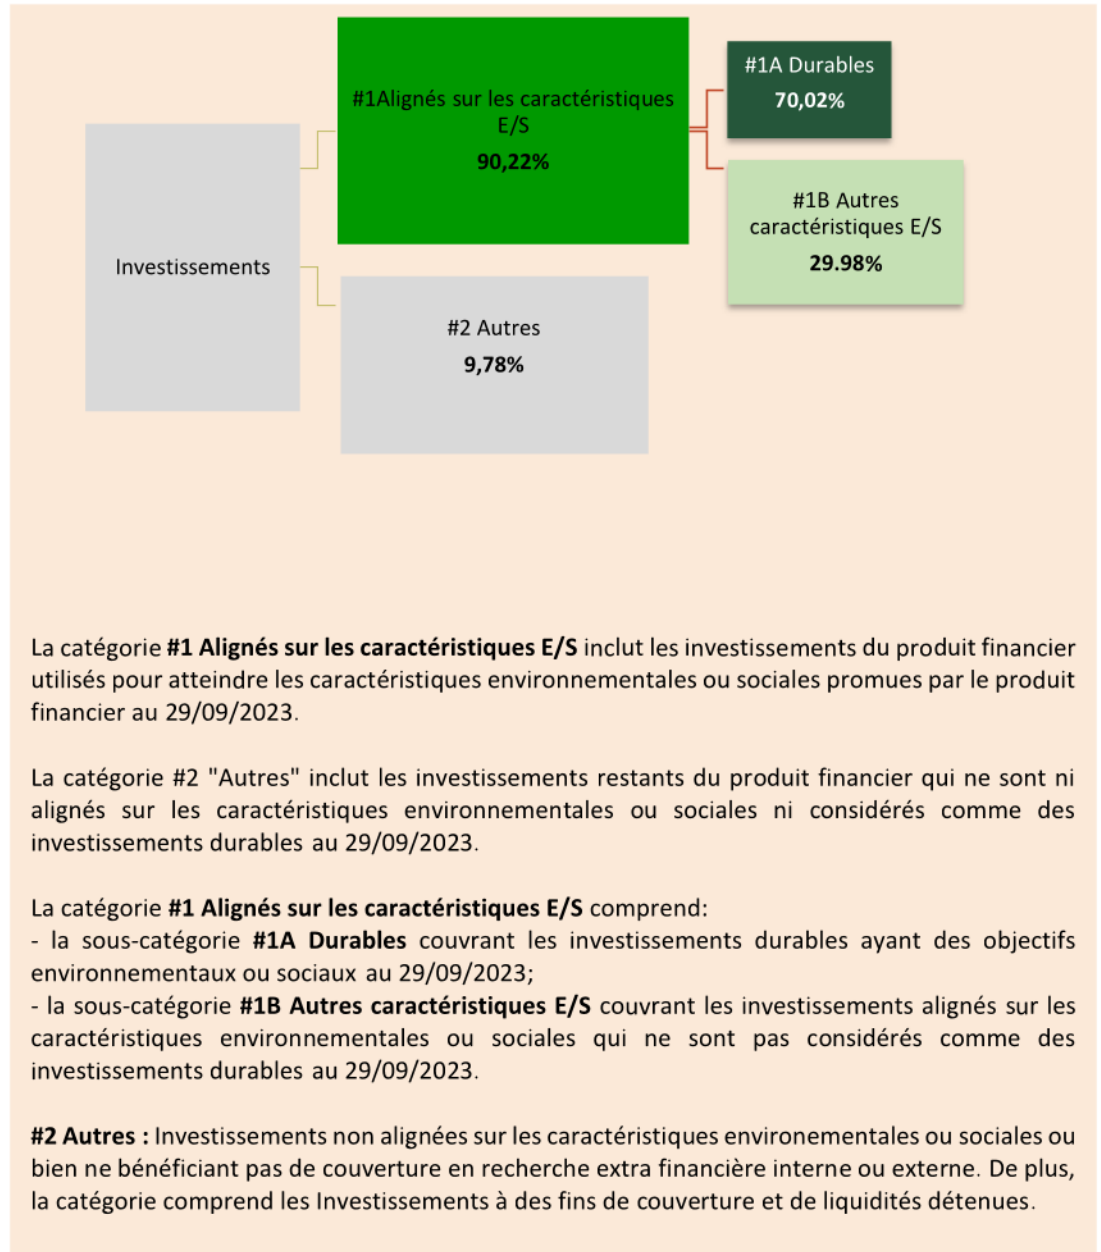 #1Alignés sur les caractéristiques
E/S
90,22%
#1A Durables
70,02%
#1B Autres
caractéristiques E/S
29.98%
Investissements
#2 Autres
9,78%
La catégorie #1 Alignés sur les caractéristiques E/S inclut les investissements du produit financier
utilisés pour atteindre les caractéristiques environnementales ou sociales promues par le produit
financier au 29/09/2023.
La catégorie #2 "Autres" inclut les investissements restants du produit financier qui ne sont ni
alignés sur les caractéristiques environnementales ou sociales ni considérés comme des
investissements durables au 29/09/2023.
La catégorie #1 Alignés sur les caractéristiques E/S comprend:
- la sous-catégorie #1A Durables couvrant les investissements durables ayant des objectifs
environnementaux ou sociaux au 29/09/2023;
- la sous-catégorie #1B Autres caractéristiques E/S couvrant les investissements alignés sur les
caractéristiques environnementales ou sociales qui ne sont pas considérés comme des
investissements durables au 29/09/2023.
#2 Autres : Investissements non alignées sur les caractéristiques environementales ou sociales ou
bien ne bénéficiant pas de couverture en recherche extra financière interne ou externe. De plus,
la catégorie comprend les Investissements à des fins de couverture et de liquidités détenues.